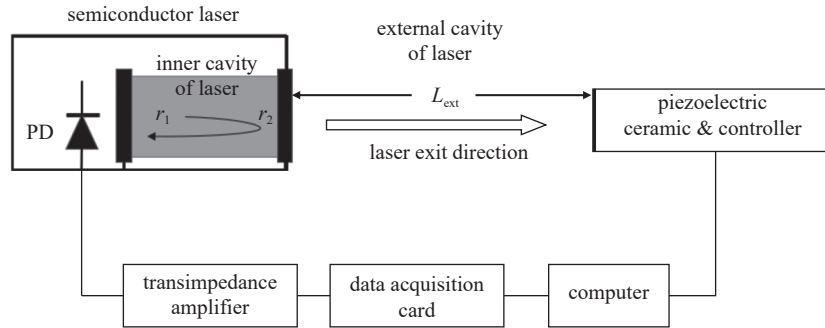 semiconductor laser
external cavity
of laser
inner cavity
of laser
r1
r2
PD
Lext
piezoelectric
ceramic & controller
laser exit direction
transimpedance
amplifier
data acquisition
card
computer